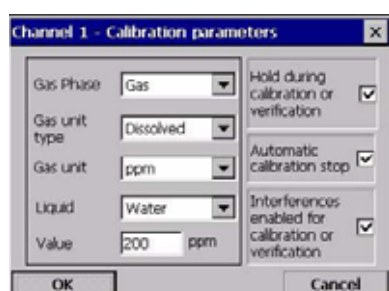 Channel 1 - Calibration parameters
Gas Phase
Gas
Gas unit
type
Dissolved
Gas unit
ppm
Liquid
Water
Value
200
ppm
Hold during
calibration or
verification
Automatic
calibration stop
Interferences
enabled for
calibration or
verification
OK
Cancel